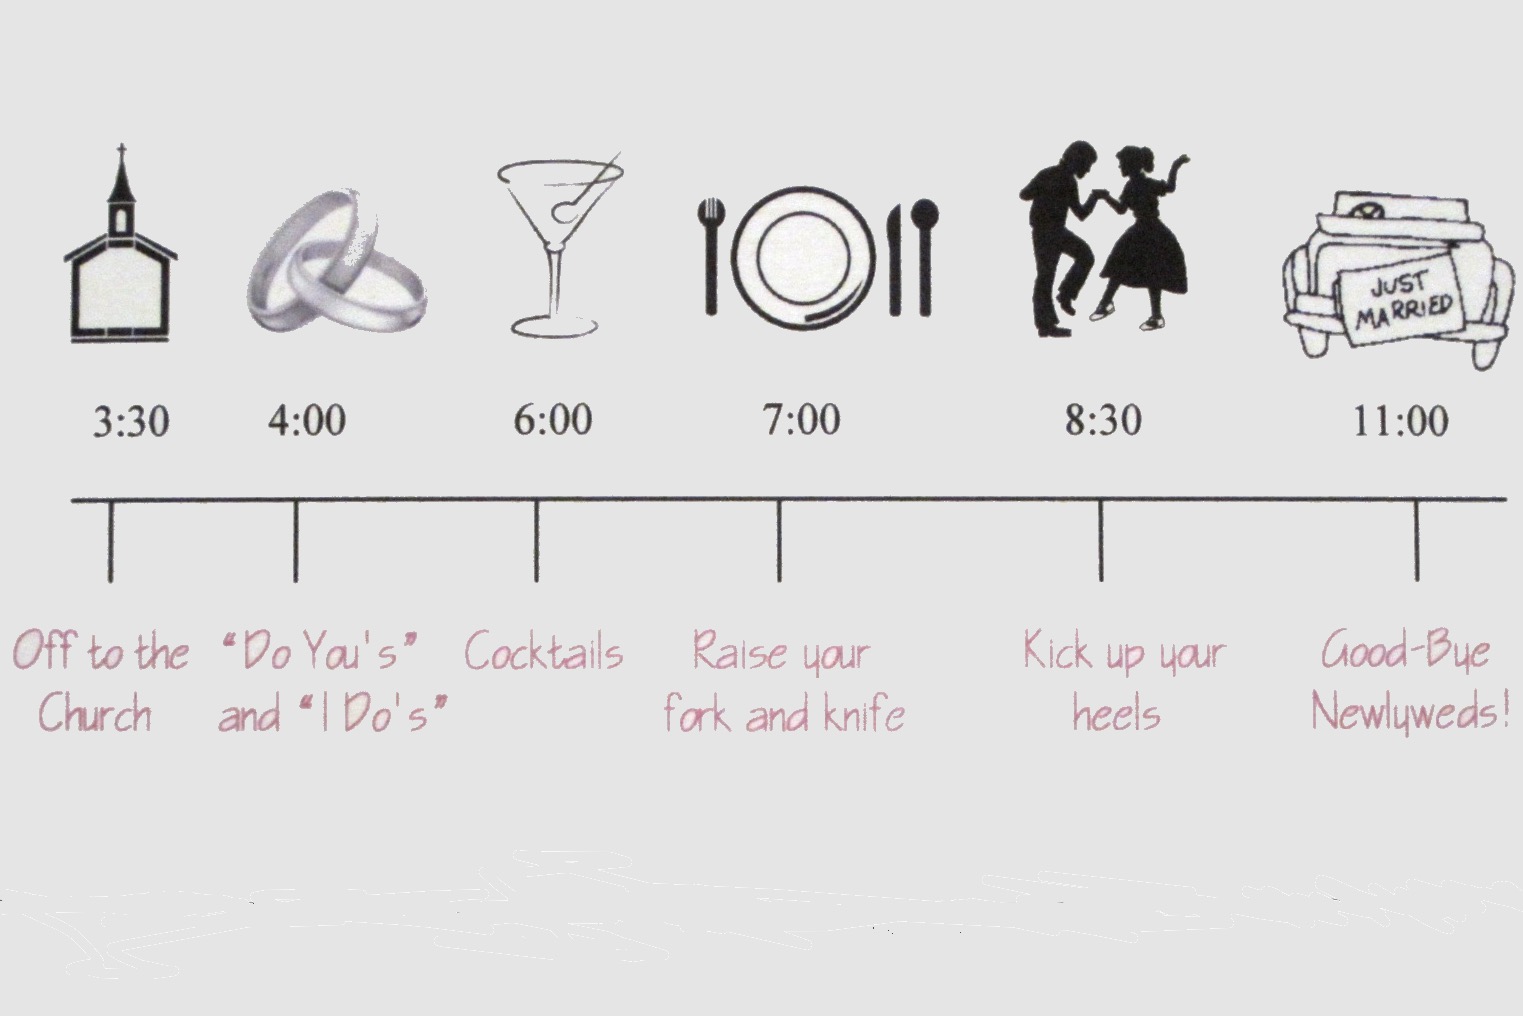 JUST
MARRIED
3:30 4:00 6:00 7:00 8:30 11:00
Off to the “Do You's” Cocktails Raise your Kick up your Good-Bye
Church and “I Do's” fork and knife heels Newlyweds!